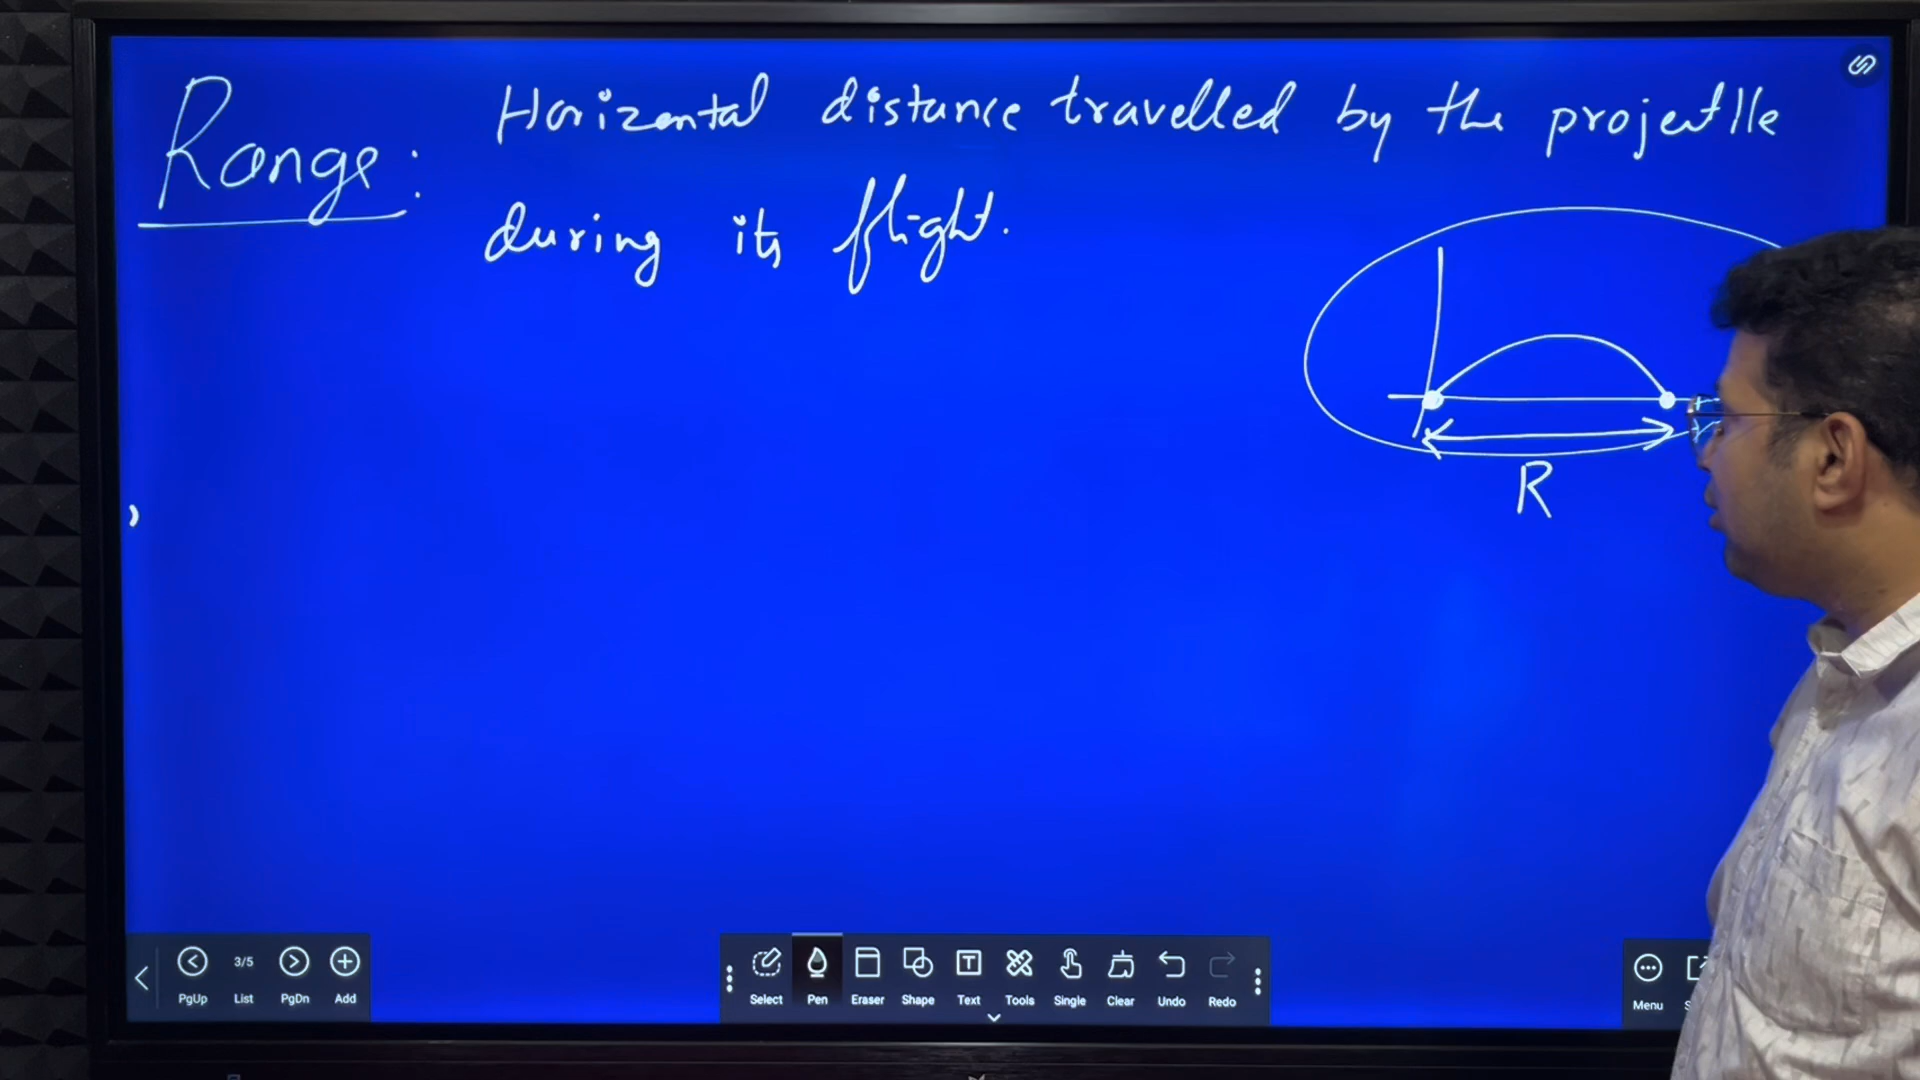 Range: Horizontal distance travelled by the projectile
during its flight.
R
3/5
PgUp List PgDn Add
Select Pen Eraser Shape Text Tools Single Clear Undo Redo
Menu